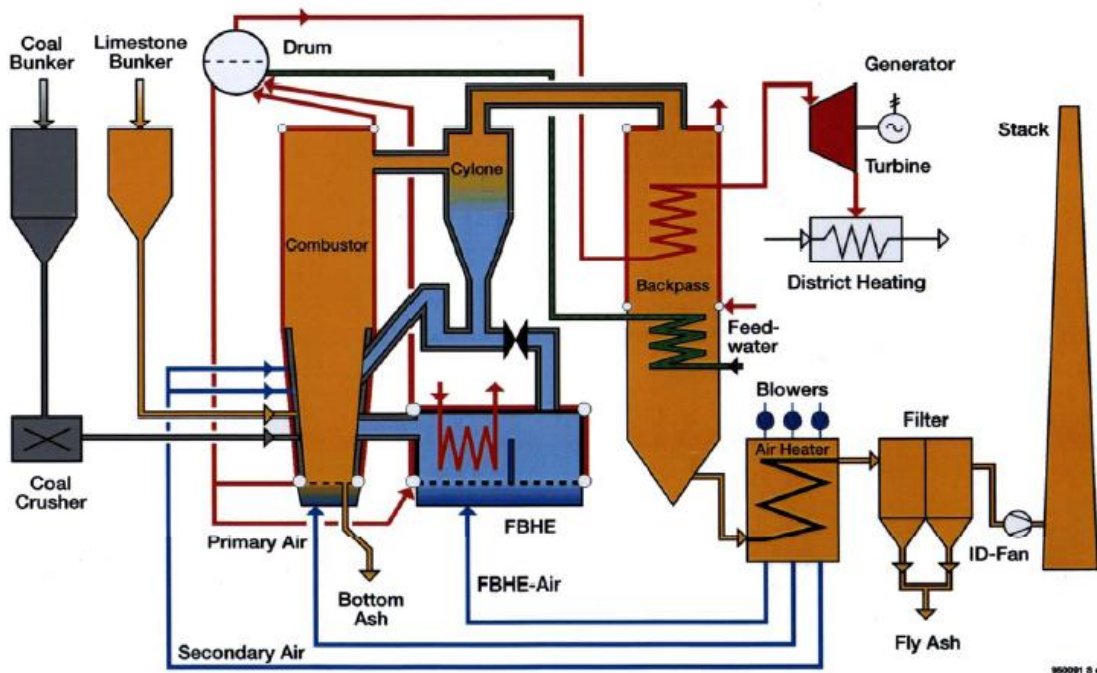 Coal
Bunker
Limestone
Bunker
Drum
Generator
Stack
Cylone
Turbine
Combustor
Backpass
District Heating
Feed-
water
Blowers
Air Heater
Filter
Coal
Crusher
FBHE
Primary Air
ID-Fan
Bottom
Ash
FBHE-Air
Fly Ash
Secondary Air